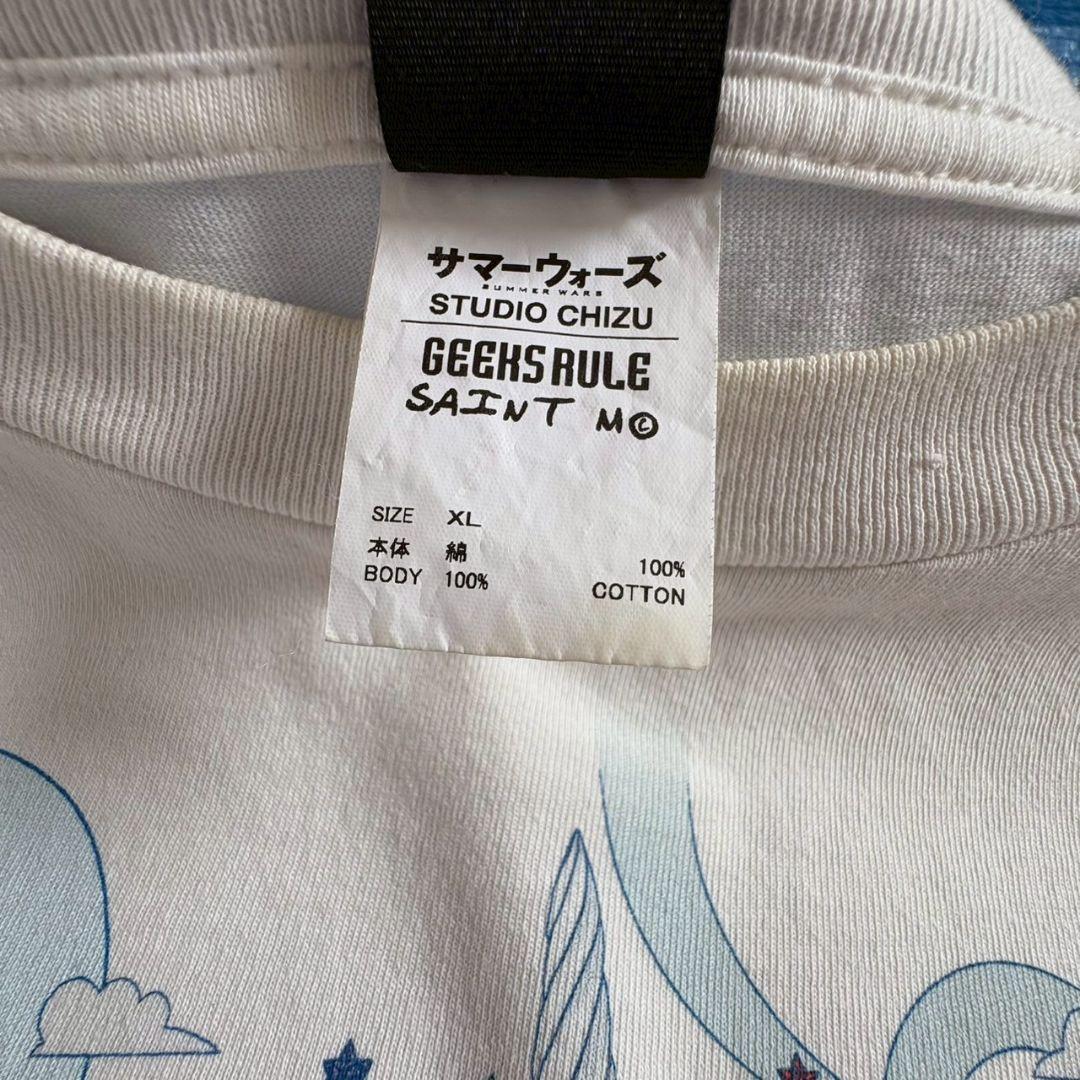 サマーウォーズ
SUMMER WARS
STUDIO CHIZU
GEEKS RULE
SAINT M©
SIZE XL
本体 綿 100%
BODY 100% COTTON